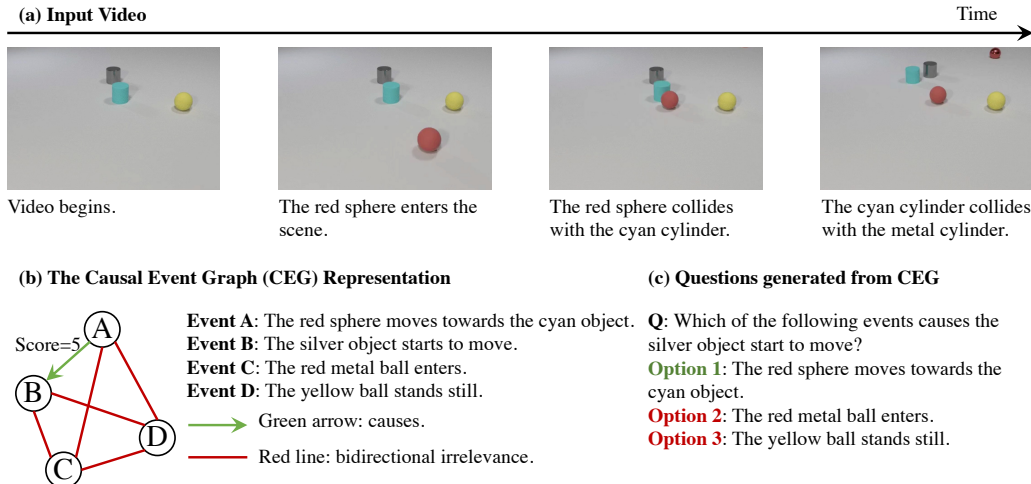 (a) Input Video
Time
Video begins.
The red sphere enters the
scene.
The red sphere collides
with the cyan cylinder.
The cyan cylinder collides
with the metal cylinder.
(b) The Causal Event Graph (CEG) Representation
Score=5
A
B
C
D
Event A: The red sphere moves towards the cyan object.
Event B: The silver object starts to move.
Event C: The red metal ball enters.
Event D: The yellow ball stands still.
Green arrow: causes.
Red line: bidirectional irrelevance.
(c) Questions generated from CEG
Q: Which of the following events causes the
silver object start to move?
Option 1: The red sphere moves towards the
cyan object.
Option 2: The red metal ball enters.
Option 3: The yellow ball stands still.